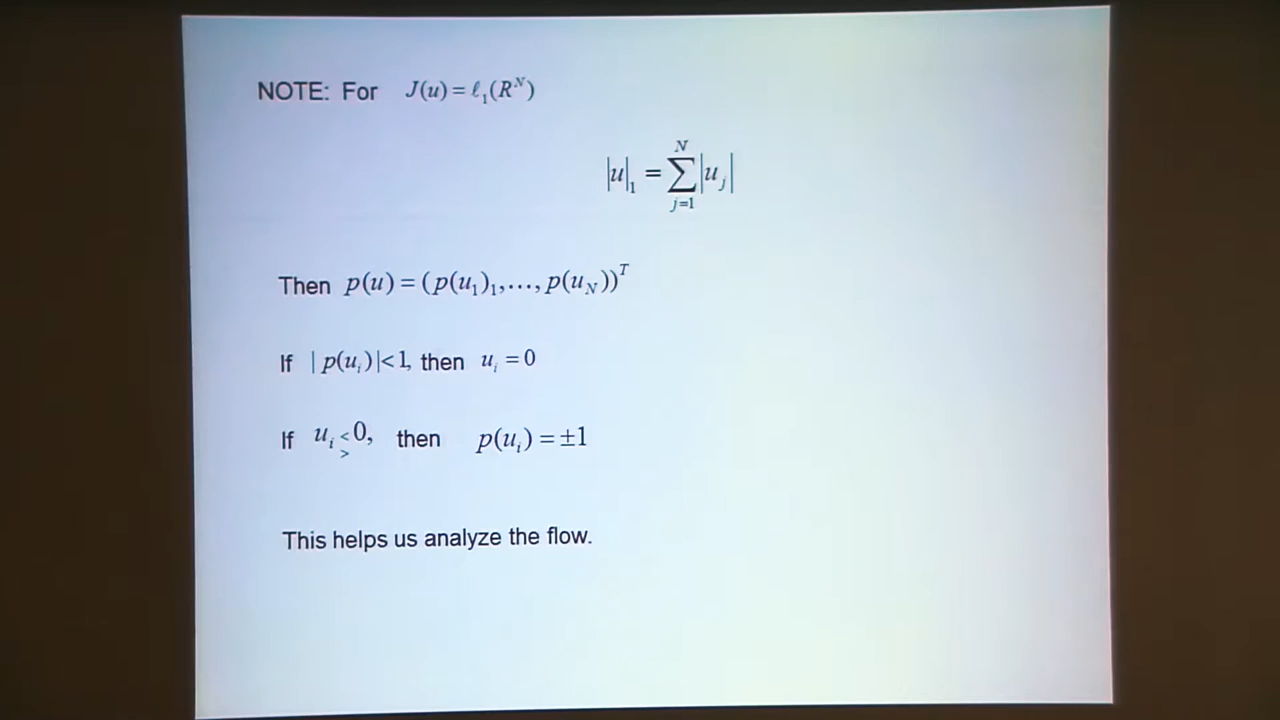 NOTE: For J(u) = ℓ₁(Rᴺ)
|u|₁ = ∑_{j=1}^{N} |u_j|
Then p(u) = (p(u₁)₁,..., p(u_N))ᵀ
If | p(u_i)|<1, then u_i = 0
If u_i <> 0, then p(u_i) = ±1
This helps us analyze the flow.